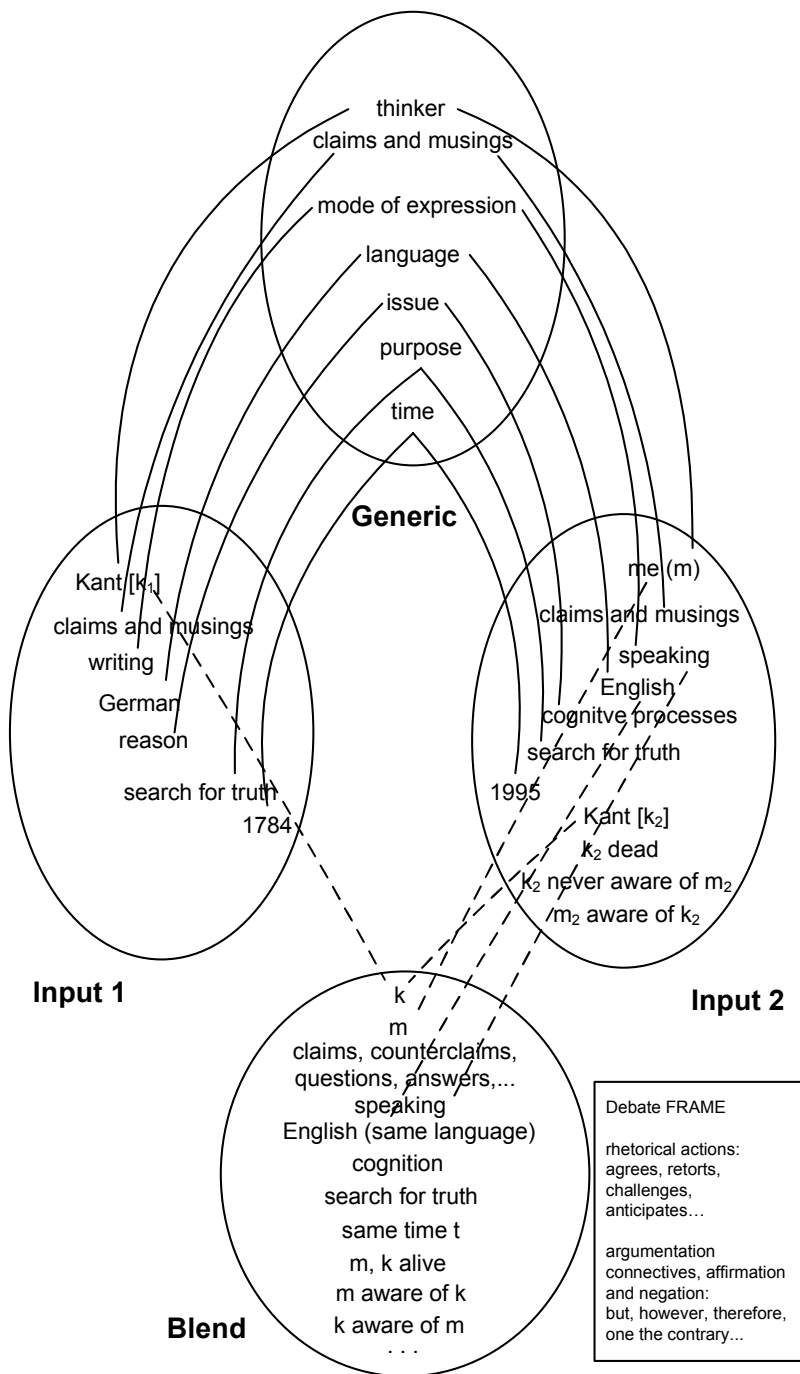 thinker
claims and musings
mode of expression
language
issue
purpose
time
Generic
Kant [k₁]
claims and musings
writing
German
reason
search for truth
1784
Input 1
me (m)
claims and musings
speaking
English
cognitve processes
search for truth
1995
Kant [k₂]
k₂ dead
k₂ never aware of m₂
m₂ aware of k₂
Input 2
k
m
claims, counterclaims,
questions, answers,...
speaking
English (same language)
cognition
search for truth
same time t
m, k alive
m aware of k
k aware of m
. . .
Blend
Debate FRAME
rhetorical actions:
agrees, retorts,
challenges,
anticipates…
argumentation
connectives, affirmation
and negation:
but, however, therefore,
one the contrary...